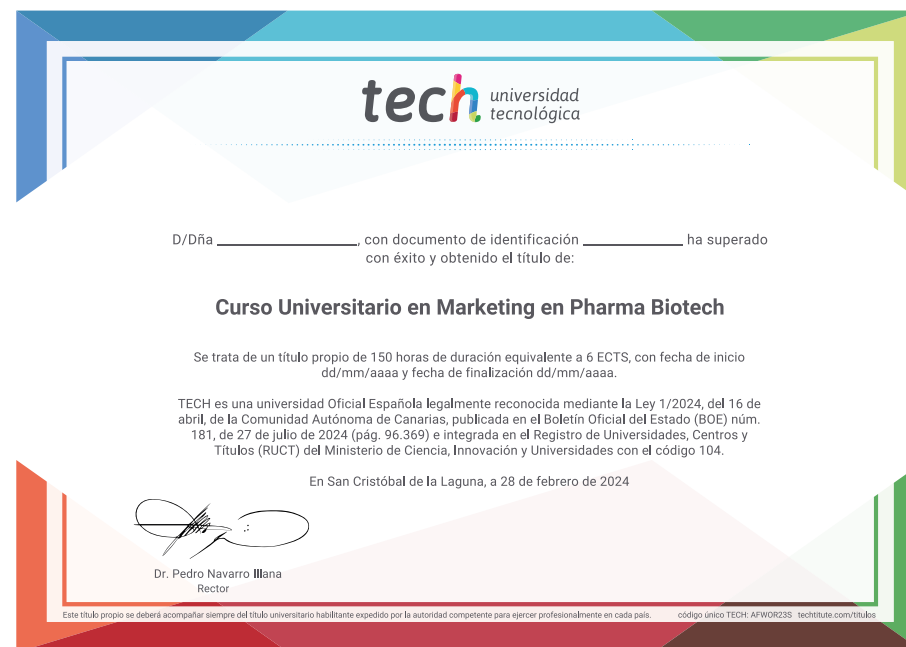 tech universidad
tecnológica
D/Dña ____________________, con documento de identificación ______________ ha superado
con éxito y obtenido el título de:
Curso Universitario en Marketing en Pharma Biotech
Se trata de un título propio de 150 horas de duración equivalente a 6 ECTS, con fecha de inicio
dd/mm/aaaa y fecha de finalización dd/mm/aaaa.
TECH es una universidad Oficial Española legalmente reconocida mediante la Ley 1/2024, del 16 de
abril, de la Comunidad Autónoma de Canarias, publicada en el Boletín Oficial del Estado (BOE) núm.
181, de 27 de julio de 2024 (pág. 96.369) e integrada en el Registro de Universidades, Centros y
Títulos (RUCT) del Ministerio de Ciencia, Innovación y Universidades con el código 104.
En San Cristóbal de la Laguna, a 28 de febrero de 2024
Dr. Pedro Navarro Illana
Rector
Este título propio se deberá acompañar siempre del título universitario habilitante expedido por la autoridad competente para ejercer profesionalmente en cada país. código único TECH: AFWOR23S techtitute.com/titulos